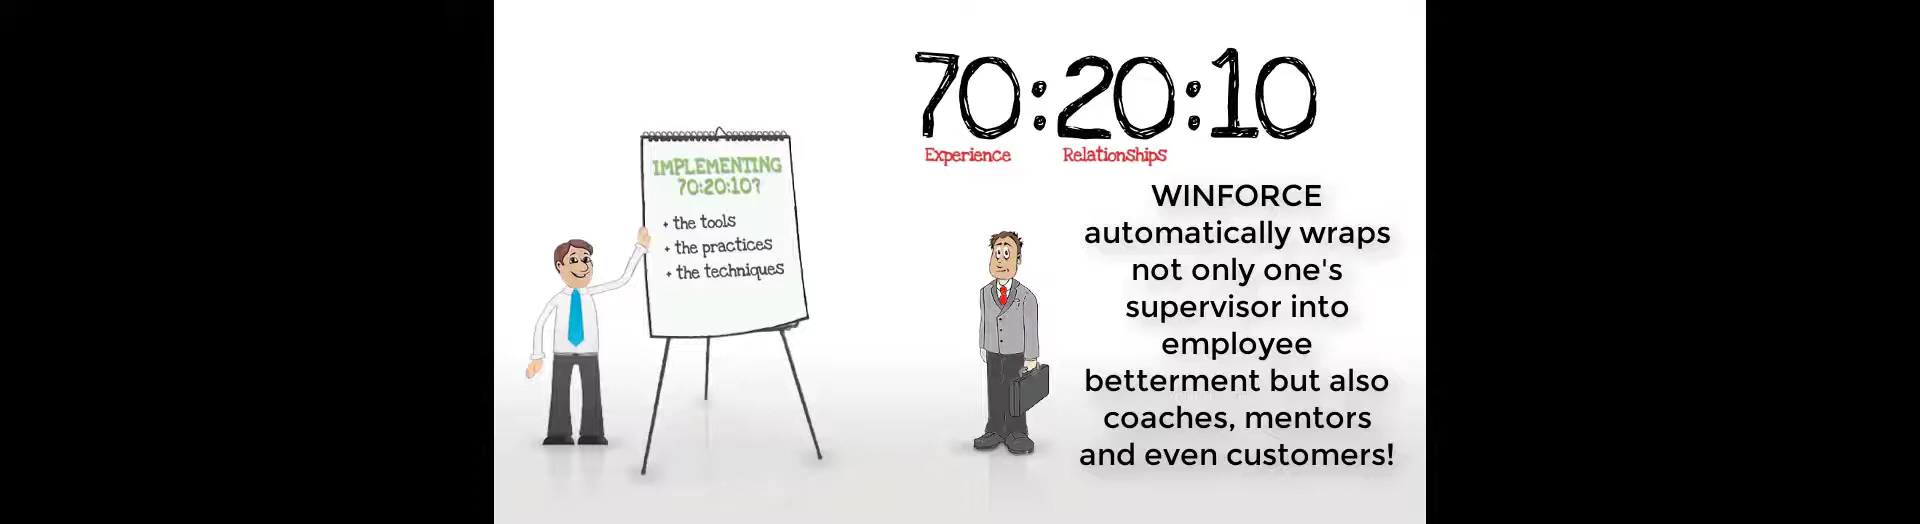 70:20:10
Experience Relationships
IMPLEMENTING
70:20:10?
+ the tools
+ the practices
+ the techniques
WINFORCE
automatically wraps
not only one's
supervisor into
employee
betterment but also
coaches, mentors
and even customers!